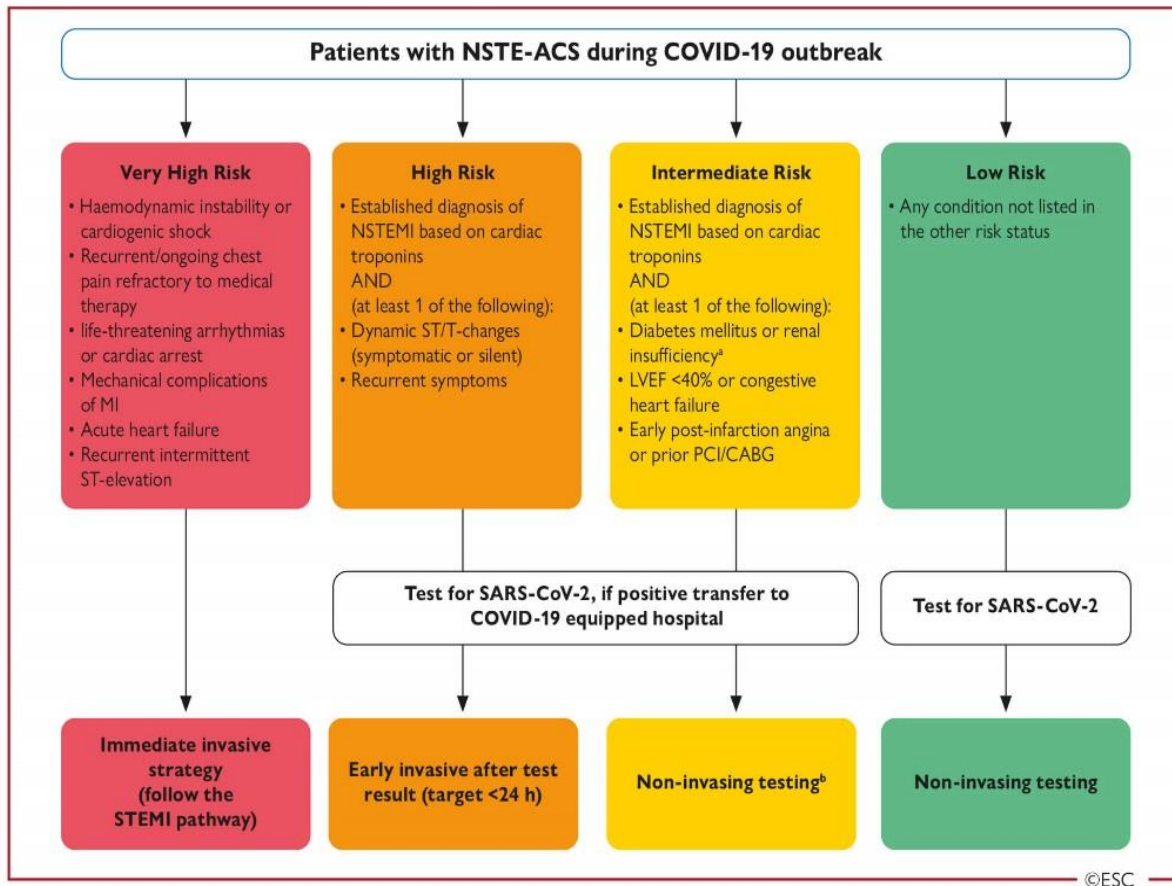 Patients with NSTE-ACS during COVID-19 outbreak
Very High Risk
• Haemodynamic instability or
cardiogenic shock
• Recurrent/ongoing chest
pain refractory to medical
therapy
• life-threatening arrhythmias
or cardiac arrest
• Mechanical complications
of MI
• Acute heart failure
• Recurrent intermittent
ST-elevation
High Risk
• Established diagnosis of
NSTEMI based on cardiac
troponins
AND
(at least 1 of the following):
• Dynamic ST/T-changes
(symptomatic or silent)
• Recurrent symptoms
Intermediate Risk
• Established diagnosis of
NSTEMI based on cardiac
troponins
AND
(at least 1 of the following):
• Diabetes mellitus or renal
insufficiencyᵃ
• LVEF <40% or congestive
heart failure
• Early post-infarction angina
or prior PCI/CABG
Low Risk
• Any condition not listed in
the other risk status
Test for SARS-CoV-2, if positive transfer to
COVID-19 equipped hospital
Test for SARS-CoV-2
Immediate invasive
strategy
(follow the
STEMI pathway)
Early invasive after test
result (target <24 h)
Non-invasing testingᵇ
Non-invasing testing
©ESC